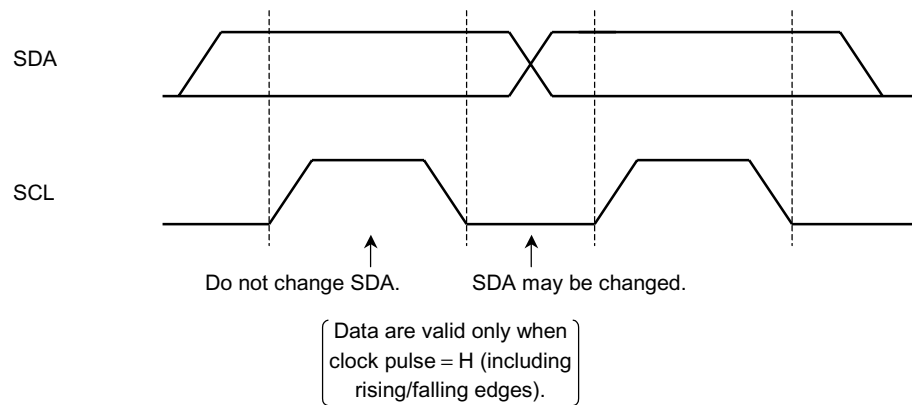 SDA
SCL
Do not change SDA.
SDA may be changed.
Data are valid only when
clock pulse = H (including
rising/falling edges).